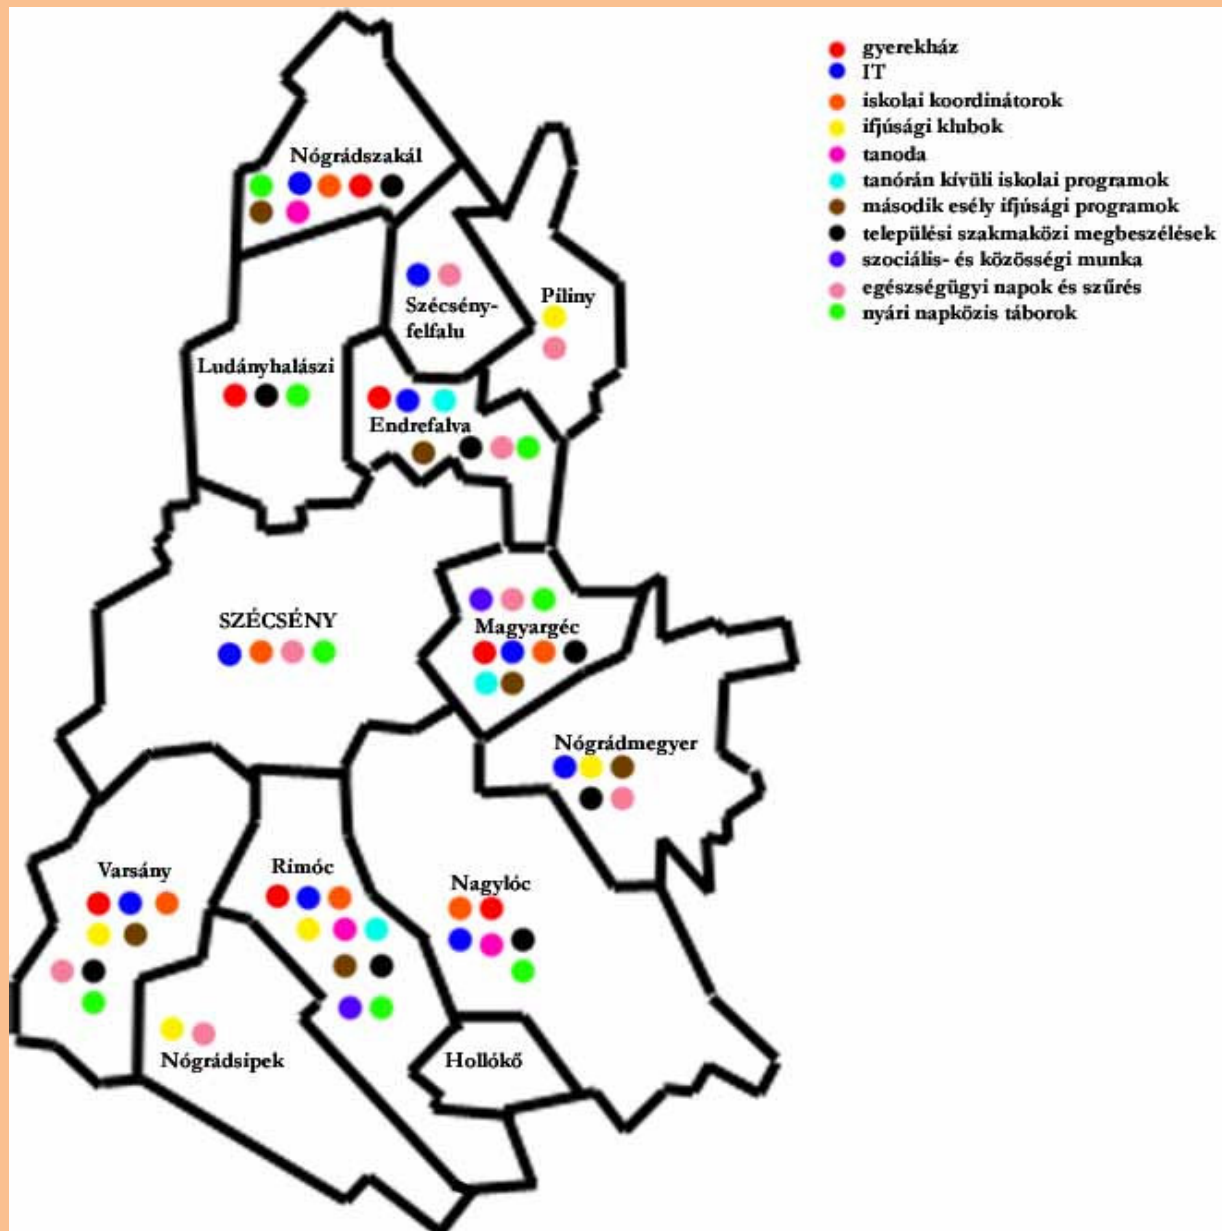 gyerekház
IT
iskolai koordinátorok
ifjúsági klubok
tanoda
tanórán kívüli iskolai programok
második esély ifjúsági programok
települési szakmaközi megbeszélések
szociális- és közösségi munka
egészségügyi napok és szűrés
nyári napközis táborok
Nógrádszakál
Szécsény-
felfalu
Piliny
Ludányhalászi
Endrefalva
SZÉCSÉNY
Magyargéc
Nógrádmegyer
Varsány
Rimóc
Nagylóc
Nógrádsipek
Hollókő